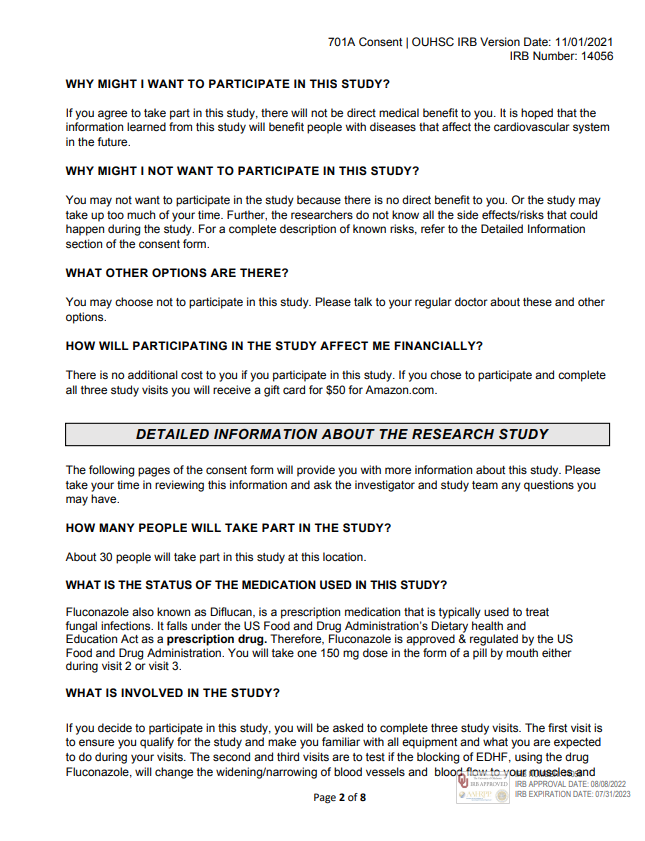 701A Consent | OUHSC IRB Version Date: 11/01/2021
IRB Number: 14056
WHY MIGHT I WANT TO PARTICIPATE IN THIS STUDY?
If you agree to take part in this study, there will not be direct medical benefit to you. It is hoped that the
information learned from this study will benefit people with diseases that affect the cardiovascular system
in the future.
WHY MIGHT I NOT WANT TO PARTICIPATE IN THIS STUDY?
You may not want to participate in the study because there is no direct benefit to you. Or the study may
take up too much of your time. Further, the researchers do not know all the side effects/risks that could
happen during the study. For a complete description of known risks, refer to the Detailed Information
section of the consent form.
WHAT OTHER OPTIONS ARE THERE?
You may choose not to participate in this study. Please talk to your regular doctor about these and other
options.
HOW WILL PARTICIPATING IN THE STUDY AFFECT ME FINANCIALLY?
There is no additional cost to you if you participate in this study. If you chose to participate and complete
all three study visits you will receive a gift card for $50 for Amazon.com.
DETAILED INFORMATION ABOUT THE RESEARCH STUDY
The following pages of the consent form will provide you with more information about this study. Please
take your time in reviewing this information and ask the investigator and study team any questions you
may have.
HOW MANY PEOPLE WILL TAKE PART IN THE STUDY?
About 30 people will take part in this study at this location.
WHAT IS THE STATUS OF THE MEDICATION USED IN THIS STUDY?
Fluconazole also known as Diflucan, is a prescription medication that is typically used to treat
fungal infections. It falls under the US Food and Drug Administration's Dietary health and
Education Act as a prescription drug. Therefore, Fluconazole is approved & regulated by the US
Food and Drug Administration. You will take one 150 mg dose in the form of a pill by mouth either
during visit 2 or visit 3.
WHAT IS INVOLVED IN THE STUDY?
If you decide to participate in this study, you will be asked to complete three study visits. The first visit is
to ensure you qualify for the study and make you familiar with all equipment and what you are expected
to do during your visits. The second and third visits are to test if the blocking of EDHF, using the drug
Fluconazole, will change the widening/narrowing of blood vessels and blood flow to your muscles and
IRB APPROVED
IRB APPROVAL DATE: 08/08/2022
IRB EXPIRATION DATE: 07/31/2023
Page 2 of 8